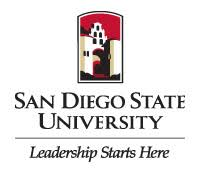 SAN DIEGO STATE
UNIVERSITY
Leadership Starts Here